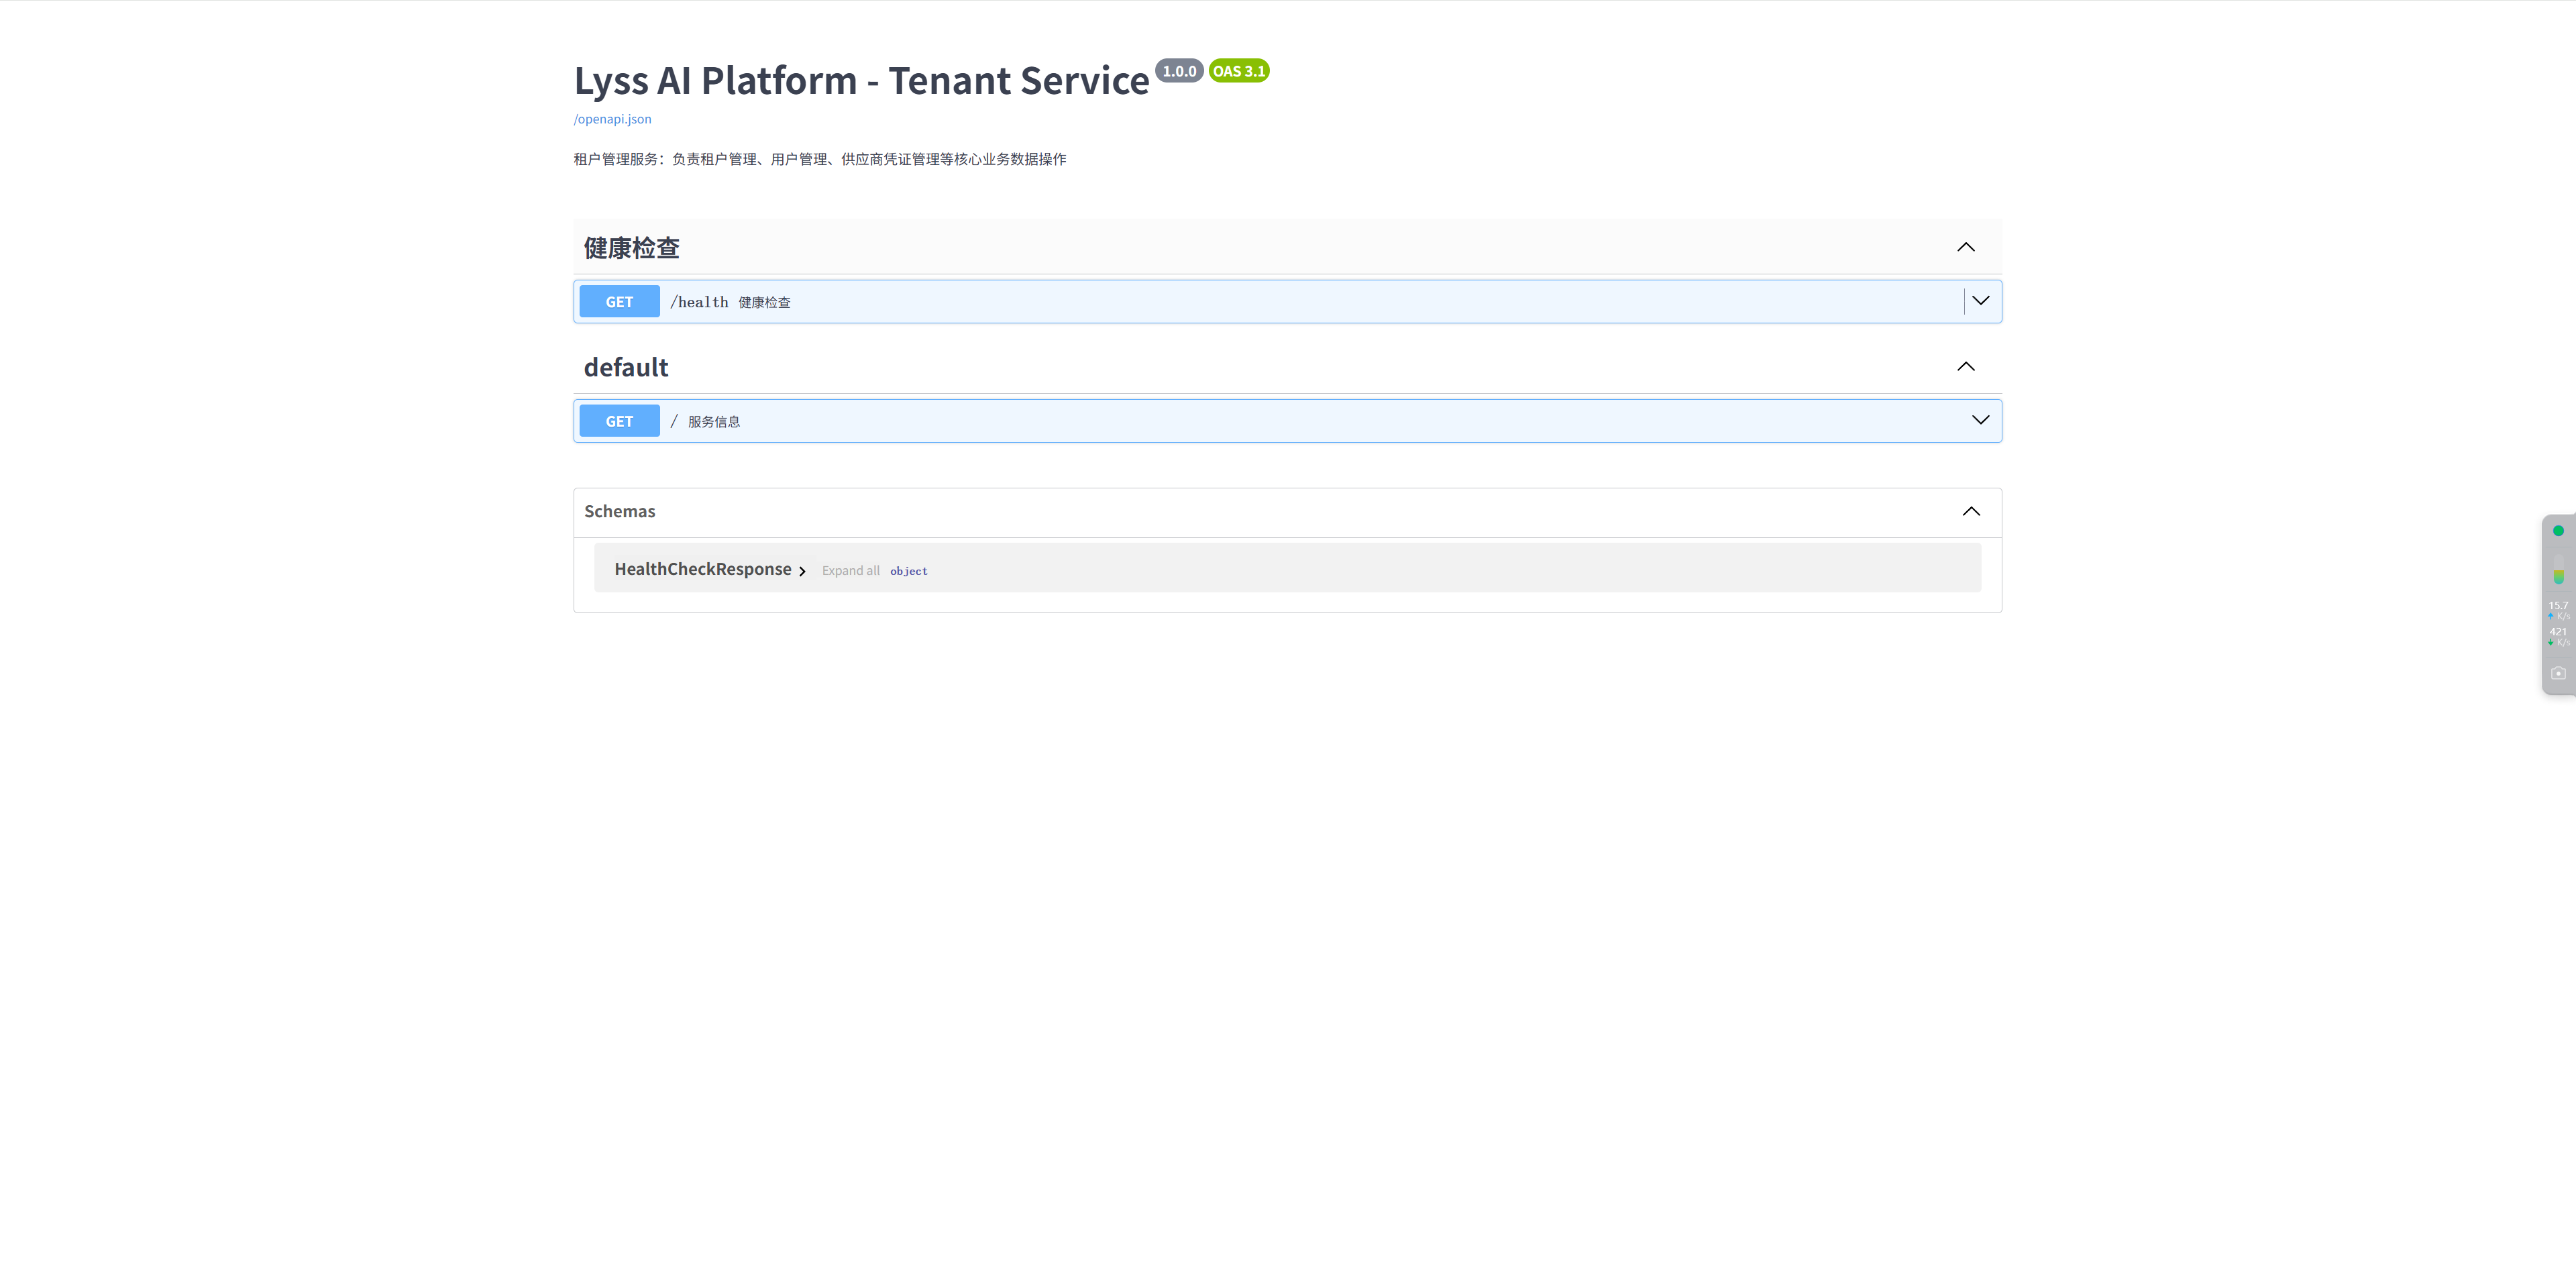 Lyss AI Platform - Tenant Service 1.0.0 OAS 3.1
/openapi.json
租户管理服务：负责租户管理、用户管理、供应商凭证管理等核心业务数据操作
健康检查
GET /health 健康检查
default
GET / 服务信息
Schemas
HealthCheckResponse Expand all object
15.7
K/s
421
K/s